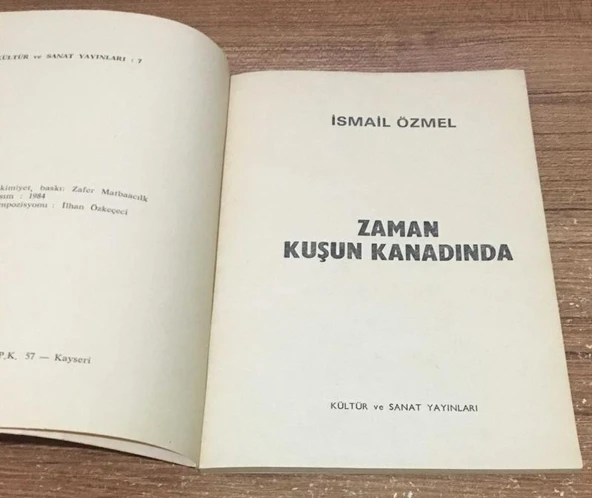 KÜLTÜR ve SANAT YAYINLARI : 7
baskı: Zafer Matbaacılık
: 1984
: İlhan Özkeçeci
P.K. 57 — Kayseri
İSMAİL ÖZMEL
ZAMAN
KUŞUN KANADINDA
KÜLTÜR ve SANAT YAYINLARI